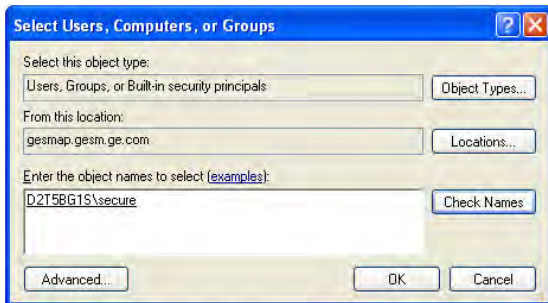 Select Users, Computers, or Groups
Select this object type:
Users, Groups, or Built-in security principals
Object Types...
From this location:
gesmap.gesm.ge.com
Locations...
Enter the object names to select (examples):
D2T5BG1S\secure
Check Names
Advanced...
OK
Cancel